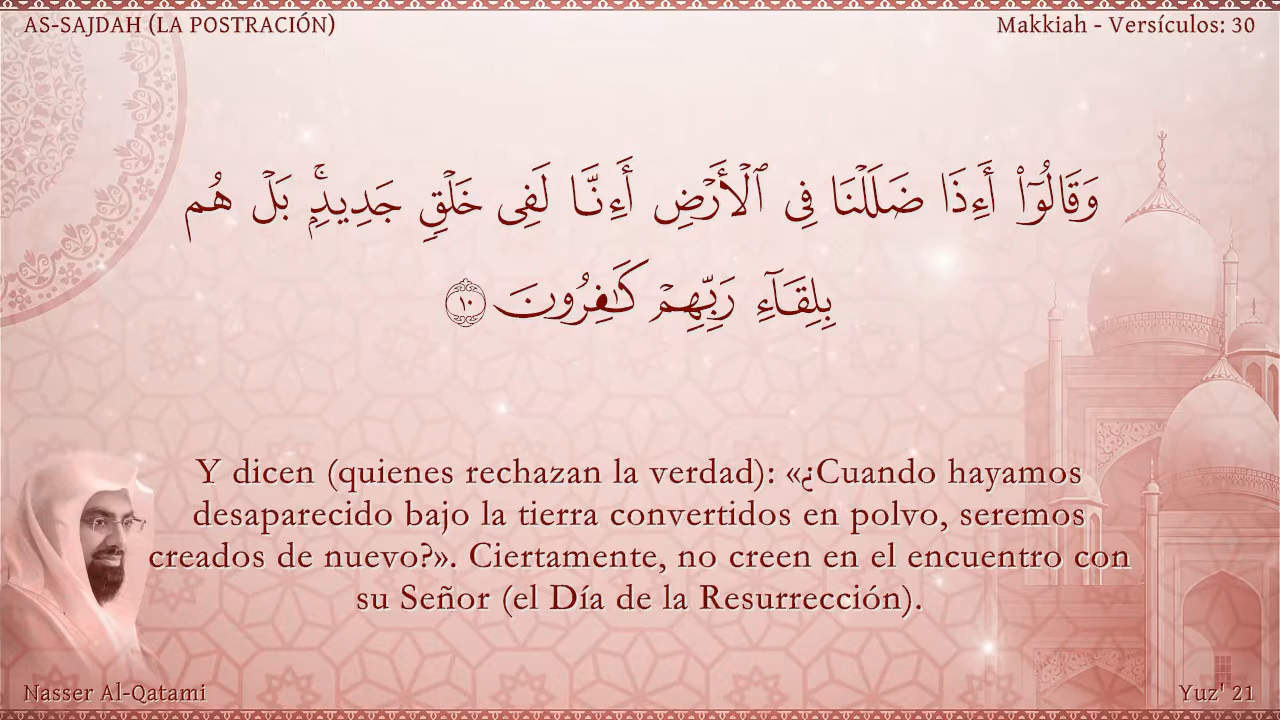 AS-SAJDAH (LA POSTRACIÓN)
Makkiah - Versículos: 30
وَقَالُوٓا۟ أَءِذَا ضَلَلْنَا فِى ٱلْأَرْضِ أَءِنَّا لَفِى خَلْقٍ جَدِيدٍۭ ۚ بَلْ هُم
بِلِقَآءِ رَبِّهِمْ كَـٰفِرُونَ ١٠
Y dicen (quienes rechazan la verdad): «¿Cuando hayamos
desaparecido bajo la tierra convertidos en polvo, seremos
creados de nuevo?». Ciertamente, no creen en el encuentro con
su Señor (el Día de la Resurrección).
Nasser Al-Qatami
Yuz' 21